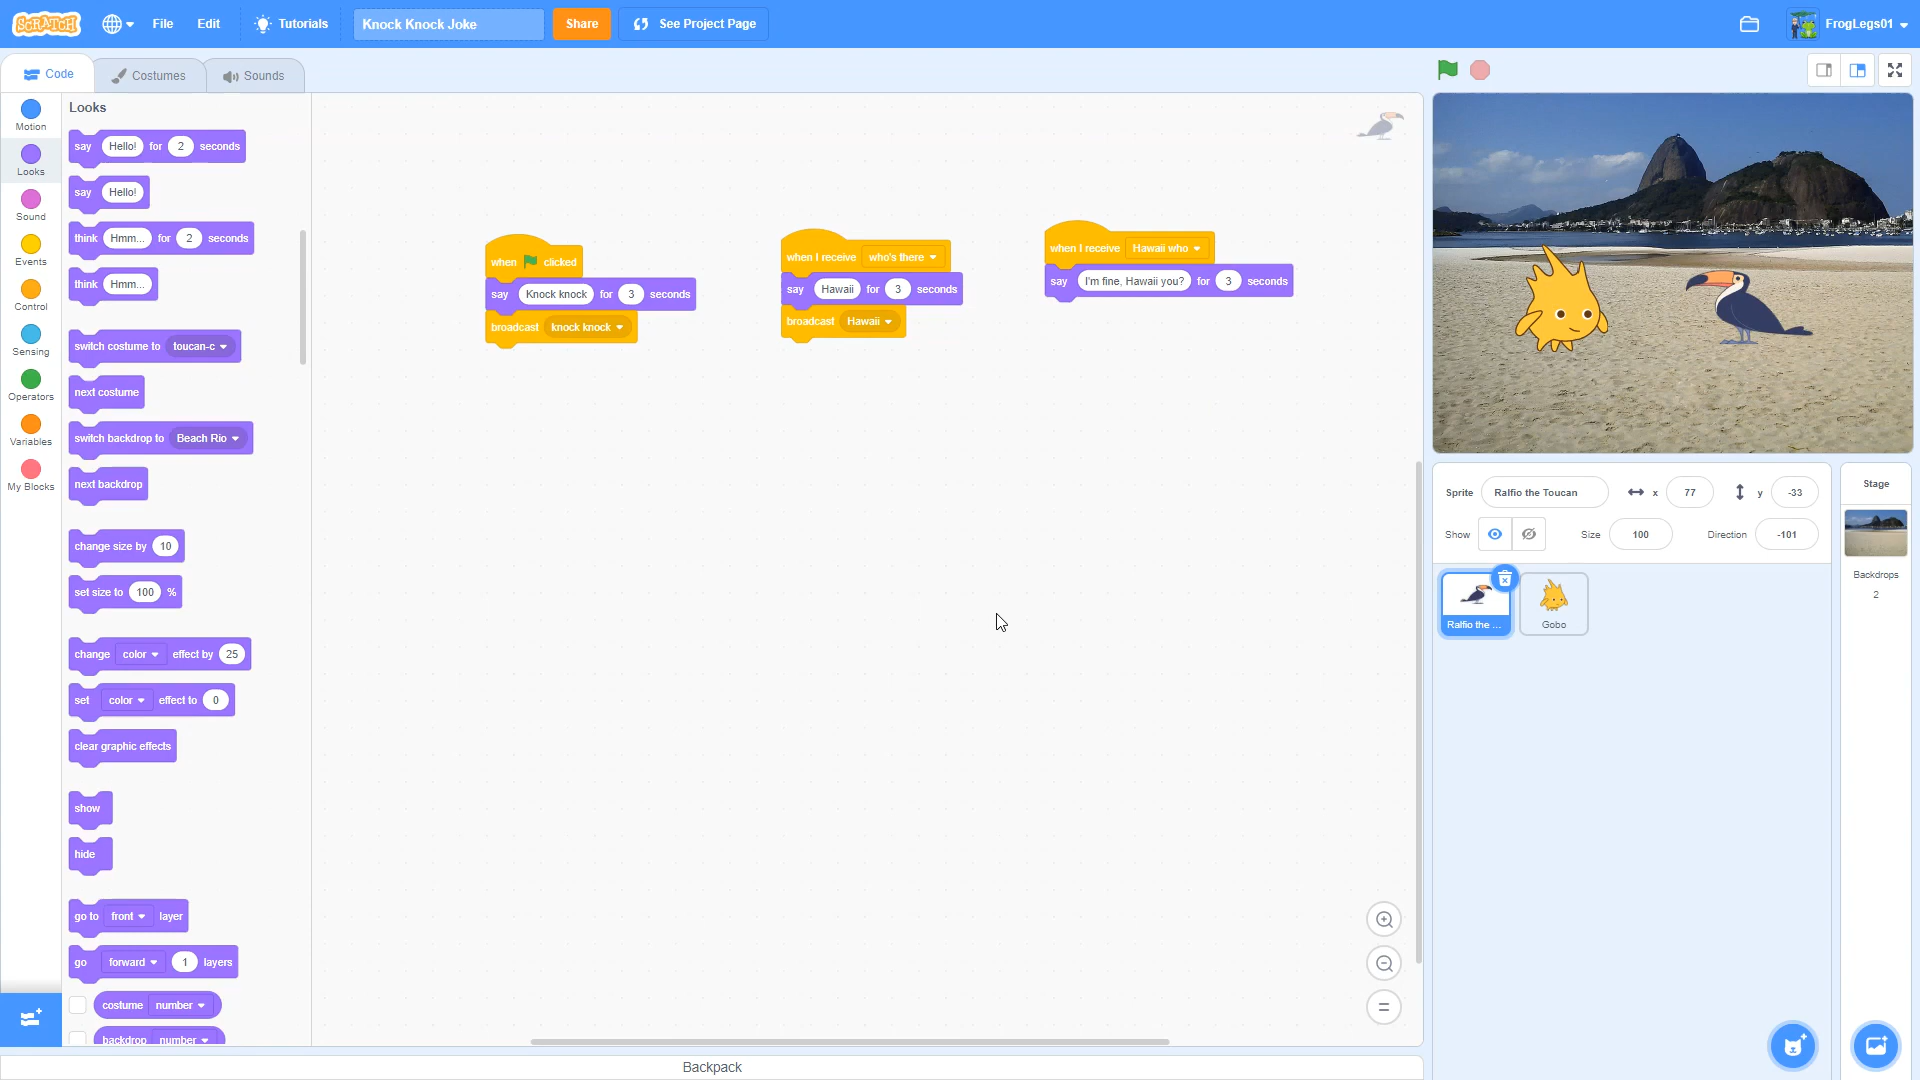 SCRATCH File Edit Tutorials Knock Knock Joke Share See Project Page FrogLegs01
Code Costumes Sounds
Motion
Looks
Sound
Events
Control
Sensing
Operators
Variables
My Blocks
Looks
say Hello! for 2 seconds
say Hello!
think Hmm... for 2 seconds
think Hmm...
switch costume to toucan-c
next costume
switch backdrop to Beach Rio
next backdrop
change size by 10
set size to 100 %
change color effect by 25
set color effect to 0
clear graphic effects
show
hide
go to front layer
go forward 1 layers
costume number
backdrop number
when clicked
say Knock knock for 3 seconds
broadcast knock knock
when I receive who's there
say Hawaii for 3 seconds
broadcast Hawaii
when I receive Hawaii who
say I'm fine, Hawaii you? for 3 seconds
Sprite Ralfio the Toucan x 77 y -33
Show Size 100 Direction -101
Ralfio the ...
Gobo
Stage
Backdrops
2
Backpack